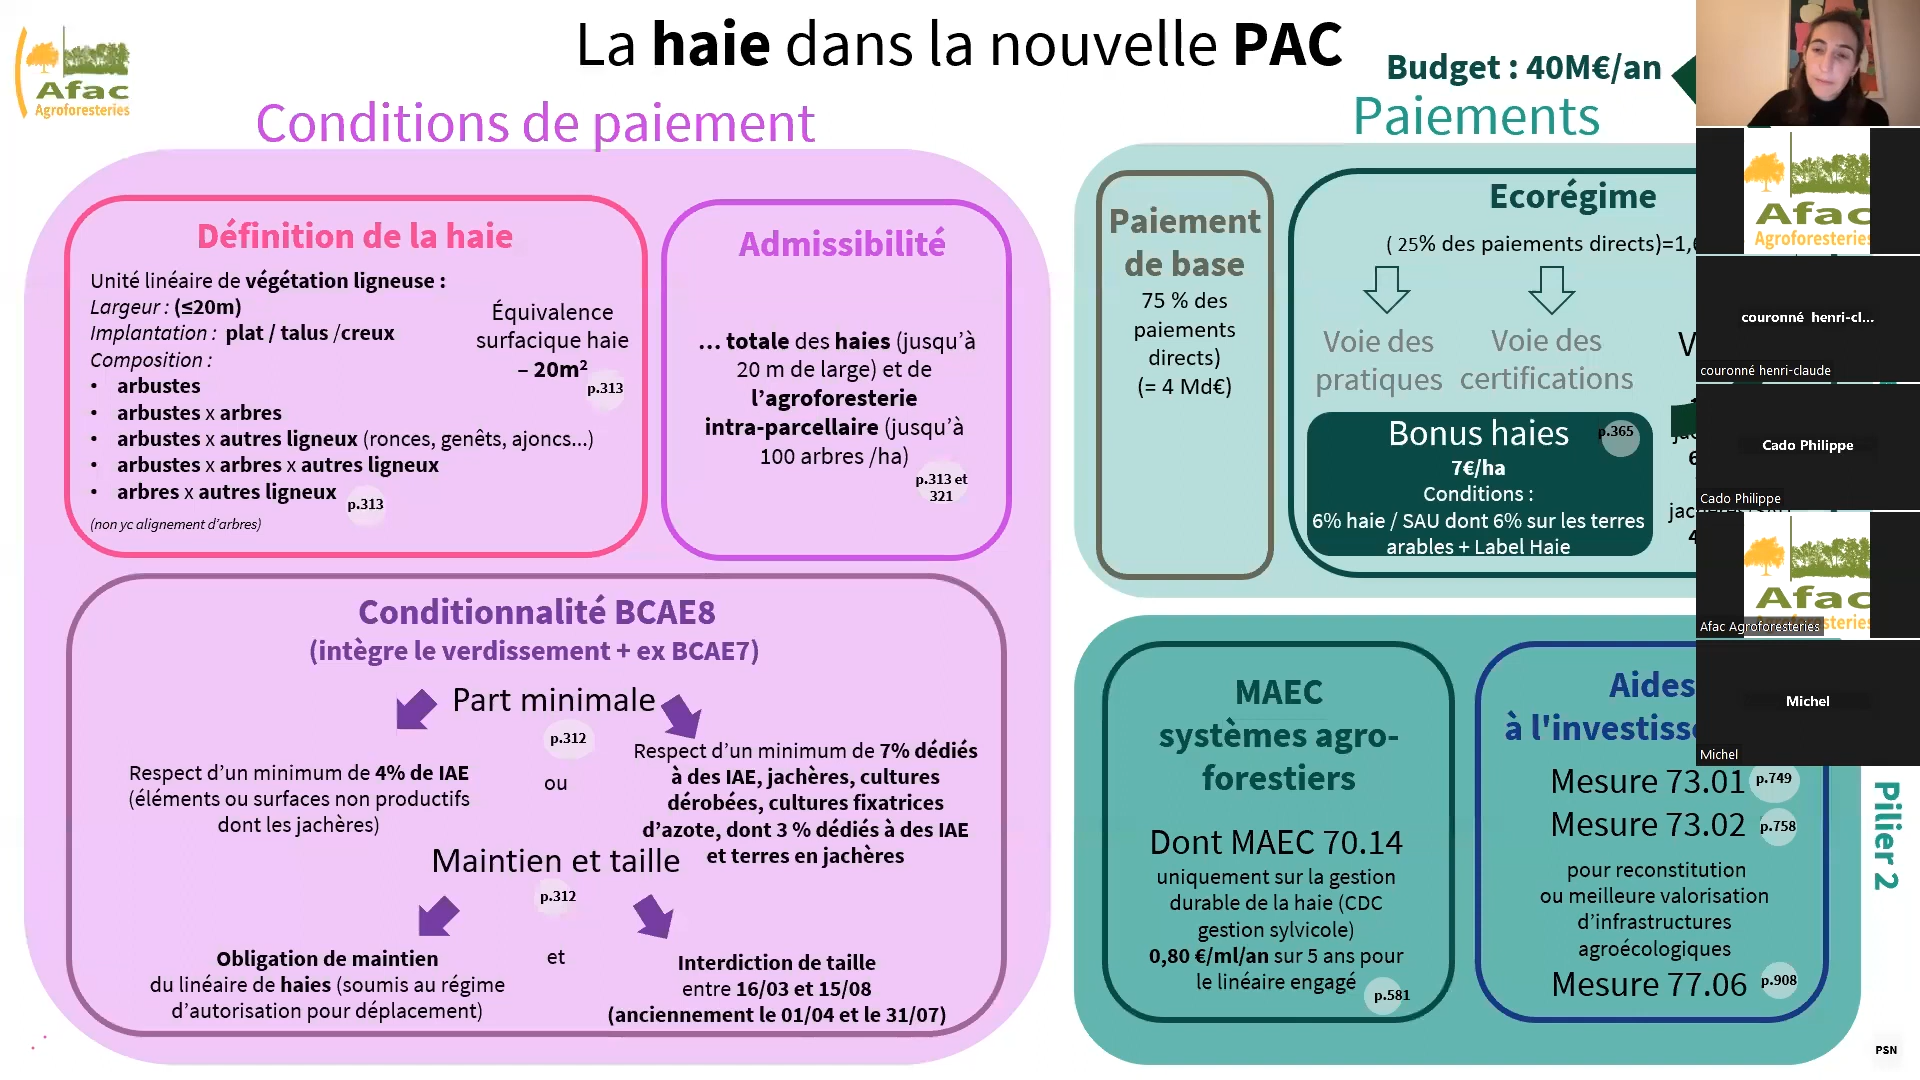 La haie dans la nouvelle PAC
Afac
Agroforesteries
Conditions de paiement
Définition de la haie
Unité linéaire de végétation ligneuse :
Largeur : (≤20m)
Implantation : plat / talus /creux
Composition :
• arbustes
• arbustes x arbres
• arbustes x autres ligneux (ronces, genêts, ajoncs...)
• arbustes x arbres x autres ligneux
• arbres x autres ligneux
p.313
(non yc alignement d'arbres)
Équivalence
surfacique haie
– 20m²
p.313
Admissibilité
... totale des haies (jusqu'à
20 m de large) et de
l'agroforesterie
intra-parcellaire (jusqu'à
100 arbres /ha)
p.313 et
321
Conditionnalité BCAE8
(intègre le verdissement + ex BCAE7)
Part minimale
p.312
Respect d'un minimum de 4% de IAE
(éléments ou surfaces non productifs
dont les jachères)
ou
Respect d'un minimum de 7% dédiés
à des IAE, jachères, cultures
dérobées, cultures fixatrices
d'azote, dont 3 % dédiés à des IAE
et terres en jachères
Maintien et taille
p.312
Obligation de maintien
du linéaire de haies (soumis au régime
d'autorisation pour déplacement)
et
Interdiction de taille
entre 16/03 et 15/08
(anciennement le 01/04 et le 31/07)
Budget : 40M€/an
Paiements
Paiement
de base
75 % des
paiements
directs)
(= 4 Md€)
Ecorégime
( 25% des paiements directs)=1,
Voie des
pratiques
Voie des
certifications
Bonus haies
p.365
7€/ha
Conditions :
6% haie / SAU dont 6% sur les terres
arables + Label Haie
MAEC
systèmes agro-
forestiers
Dont MAEC 70.14
uniquement sur la gestion
durable de la haie (CDC
gestion sylvicole)
0,80 €/ml/an sur 5 ans pour
le linéaire engagé
p.581
Aides
à l'investiss
Mesure 73.01
p.749
Mesure 73.02
p.758
pour reconstitution
ou meilleure valorisation
d'infrastructures
agroécologiques
Mesure 77.06
p.908
Pilier 2
PSN
Afac
Agroforesteries
couronné henri-cl...
couronné henri-claude
Cado Philippe
Cado Philippe
Afac
Afac Agroforesteries
Michel
Michel